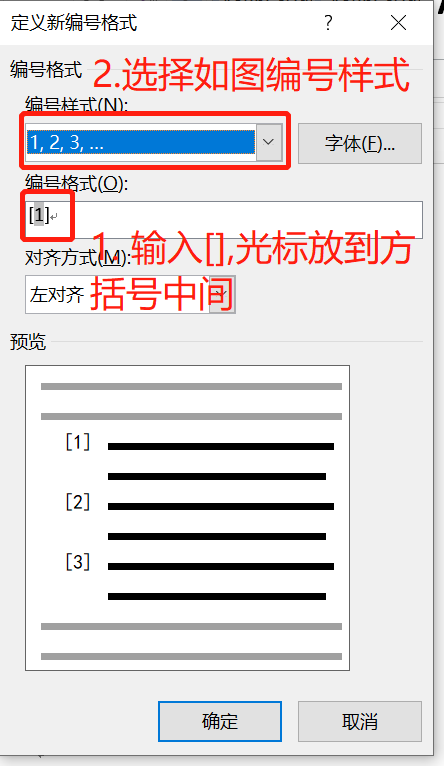 定义新编号格式
?
编号格式
2.选择如图编号样式
编号样式(N):
1, 2, 3, ...
字体(F)...
编号格式(O):
[1]
1. 输入[],光标放到方
对齐方式(M):
括号中间
左对齐
预览
[1]
[2]
[3]
确定
取消